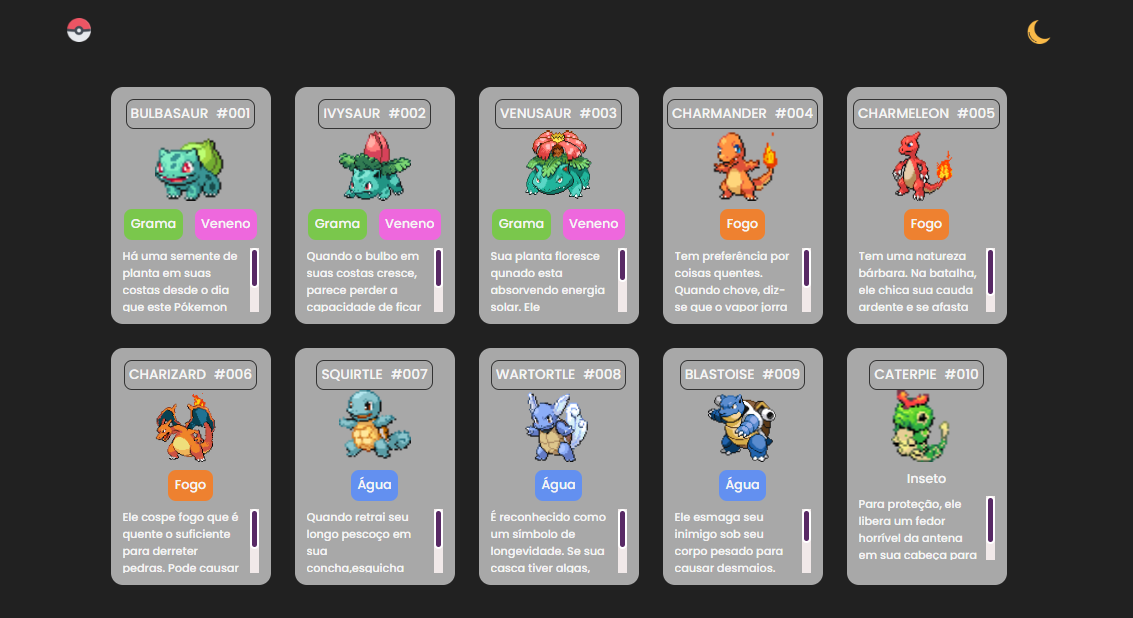 BULBASAUR #001
Grama Veneno
Há uma semente de
planta em suas
costas desde o dia
que este Pókemon
IVYSAUR #002
Grama Veneno
Quando o bulbo em
suas costas cresce,
parece perder a
capacidade de ficar
VENUSAUR #003
Grama Veneno
Sua planta floresce
qunado esta
absorvendo energia
solar. Ele
CHARMANDER #004
Fogo
Tem preferência por
coisas quentes.
Quando chove, diz-
se que o vapor jorra
CHARMELEON #005
Fogo
Tem uma natureza
bárbara. Na batalha,
ele chica sua cauda
ardente e se afasta
CHARIZARD #006
Fogo
Ele cospe fogo que é
quente o suficiente
para derreter
pedras. Pode causar
SQUIRTLE #007
Água
Quando retrai seu
longo pescoço em
sua
concha,esguicha
WARTORTLE #008
Água
É reconhecido como
um símbolo de
longevidade. Se sua
casca tiver algas,
BLASTOISE #009
Água
Ele esmaga seu
inimigo sob seu
corpo pesado para
causar desmaios.
CATERPIE #010
Inseto
Para proteção, ele
libera um fedor
horrível da antena
em sua cabeça para